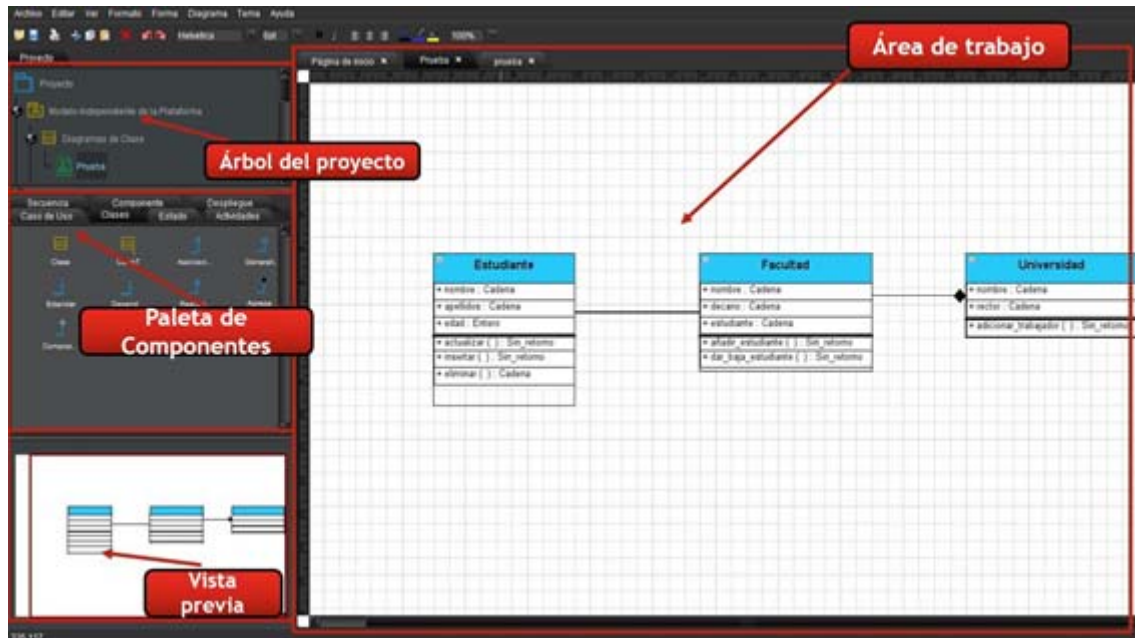 Archivo Editar Ver Formato Forma Diagrama Tema Ayuda
Helvetica 100%
Proyecto
Proyecto
Modelo Independiente de la Plataforma
Diagramas de Clase
Prueba
Árbol del proyecto
Secuencia Componente Despliegue
Caso de Uso Clases Estado Actividades
Clase
Paleta de
Componentes
Vista
previa
Página de inicio Prueba prueba
Área de trabajo
Estudiante
+ nombre : Cadena
+ apellidos : Cadena
+ edad : Entero
+ actualizar ( ) : Sin_retorno
+ insertar ( ) : Sin_retorno
+ eliminar ( ) : Cadena
Facultad
+ nombre : Cadena
+ decano : Cadena
+ estudiante : Cadena
+ añadir_estudiante ( ) : Sin_retorno
+ dar_baja_estudiante ( ) : Sin_retorno
Universidad
+ nombre : Cadena
+ rector : Cadena
+ adicionar_trabajador ( ) : Sin_retorno